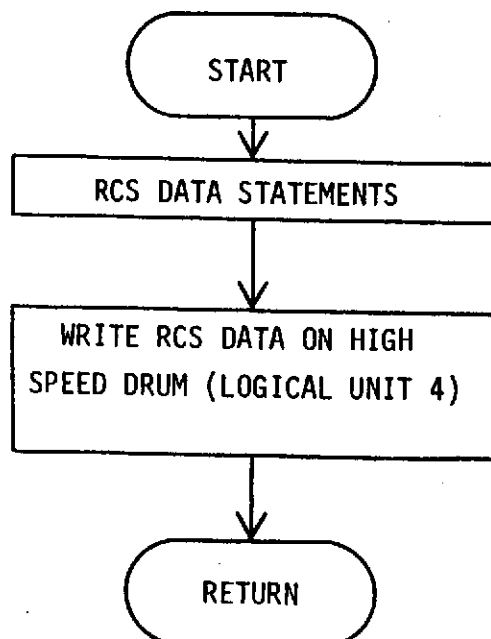 START
RCS DATA STATEMENTS
WRITE RCS DATA ON HIGH
SPEED DRUM (LOGICAL UNIT 4)
RETURN